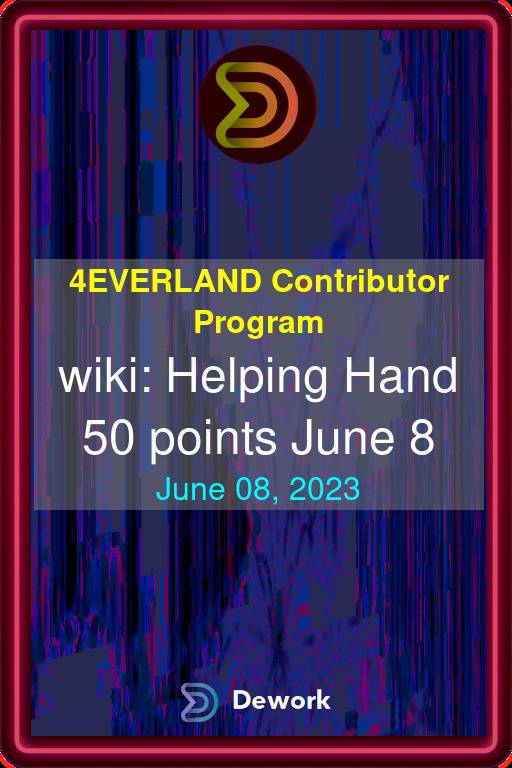 4EVERLAND Contributor
Program
wiki: Helping Hand
50 points June 8
June 08, 2023
Dework